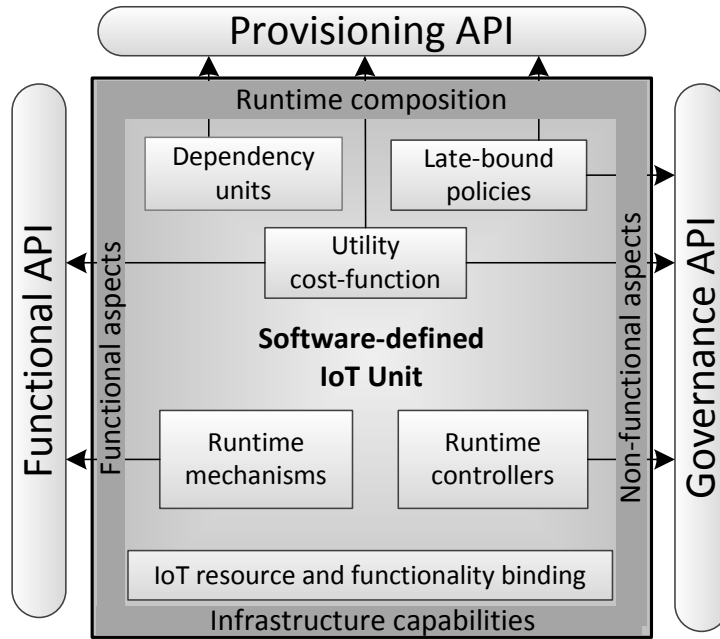 Provisioning API
Runtime composition
Dependency
units
Late-bound
policies
Utility
cost-function
Functional API
Functional aspects
Software-defined
IoT Unit
Non-functional aspects
Governance API
Runtime
mechanisms
Runtime
controllers
IoT resource and functionality binding
Infrastructure capabilities